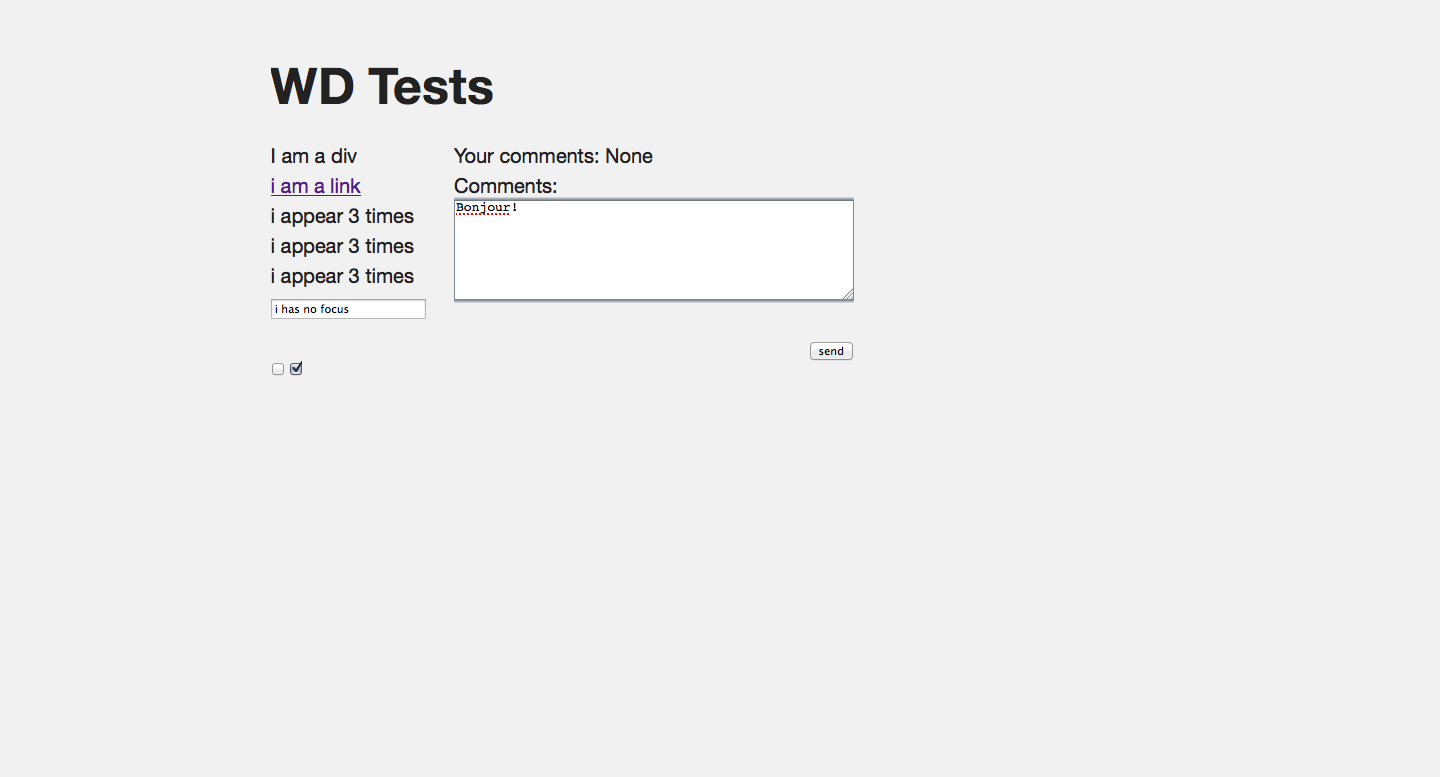 WD Tests
I am a div
i am a link
i appear 3 times
i appear 3 times
i appear 3 times
i has no focus
Your comments: None
Comments:
Bonjour!
send